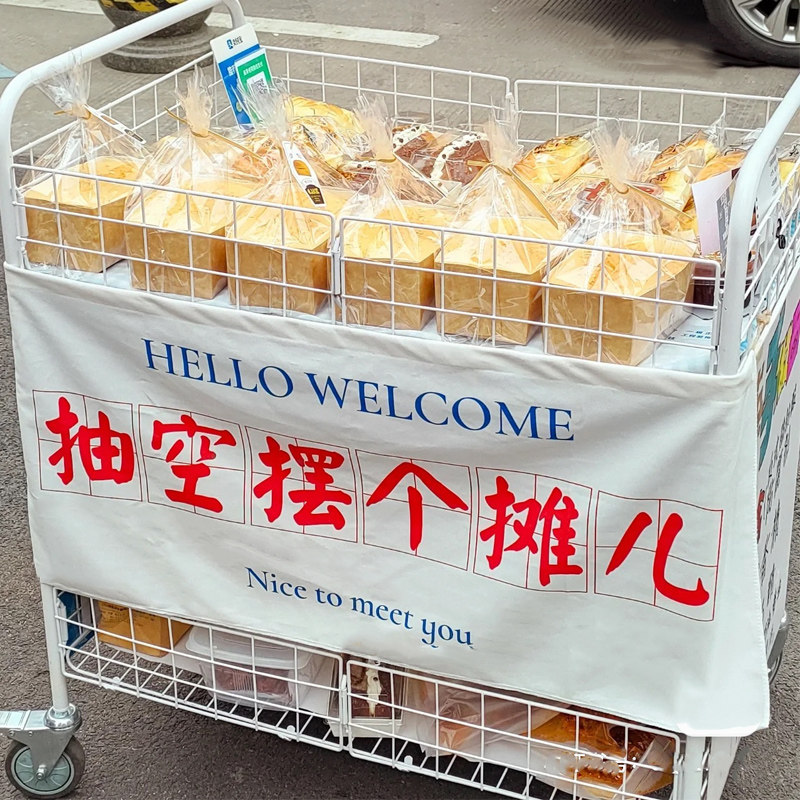 HELLO WELCOME
抽空摆个摊儿
Nice to meet you